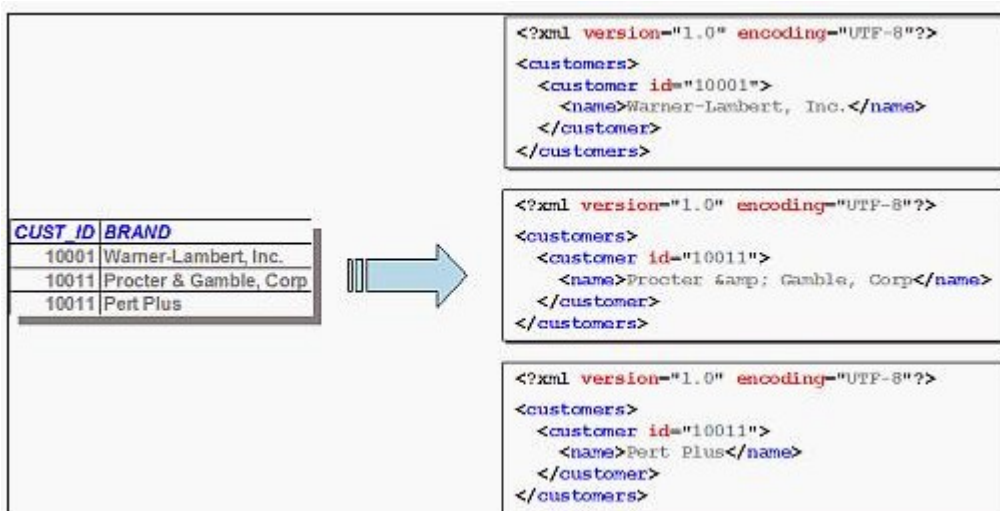 CUST_ID BRAND
10001 Warner-Lambert, Inc.
10011 Procter & Gamble, Corp
10011 Pert Plus
<?xml version="1.0" encoding="UTF-8"?>
<customers>
<customer id="10001">
<name>Warner-Lambert, Inc.</name>
</customer>
</customers>
<?xml version="1.0" encoding="UTF-8"?>
<customers>
<customer id="10011">
<name>Procter &amp; Gamble, Corp</name>
</customer>
</customers>
<?xml version="1.0" encoding="UTF-8"?>
<customers>
<customer id="10011">
<name>Pert Plus</name>
</customer>
</customers>